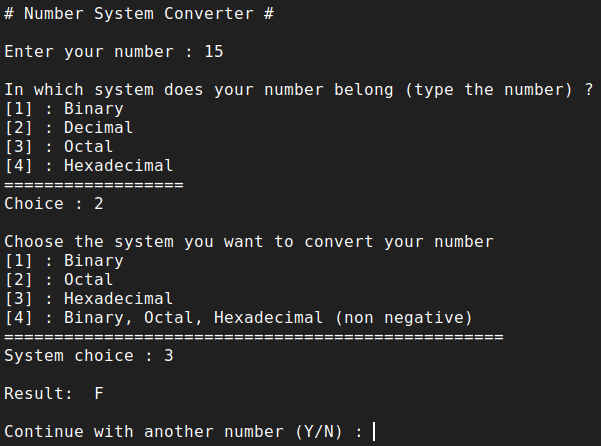 # Number System Converter #
Enter your number : 15
In which system does your number belong (type the number) ?
[1] : Binary
[2] : Decimal
[3] : Octal
[4] : Hexadecimal
==================
Choice : 2
Choose the system you want to convert your number
[1] : Binary
[2] : Octal
[3] : Hexadecimal
[4] : Binary, Octal, Hexadecimal (non negative)
==================================================
System choice : 3
Result:  F
Continue with another number (Y/N) :